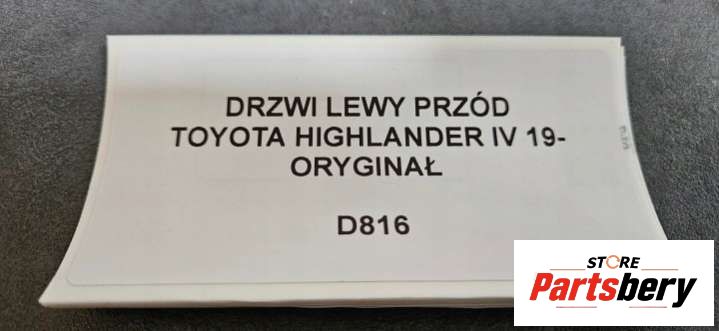 DRZWI LEWY PRZÓD
TOYOTA HIGHLANDER IV 19-
ORYGINAŁ
D816
STORE
Partsbery